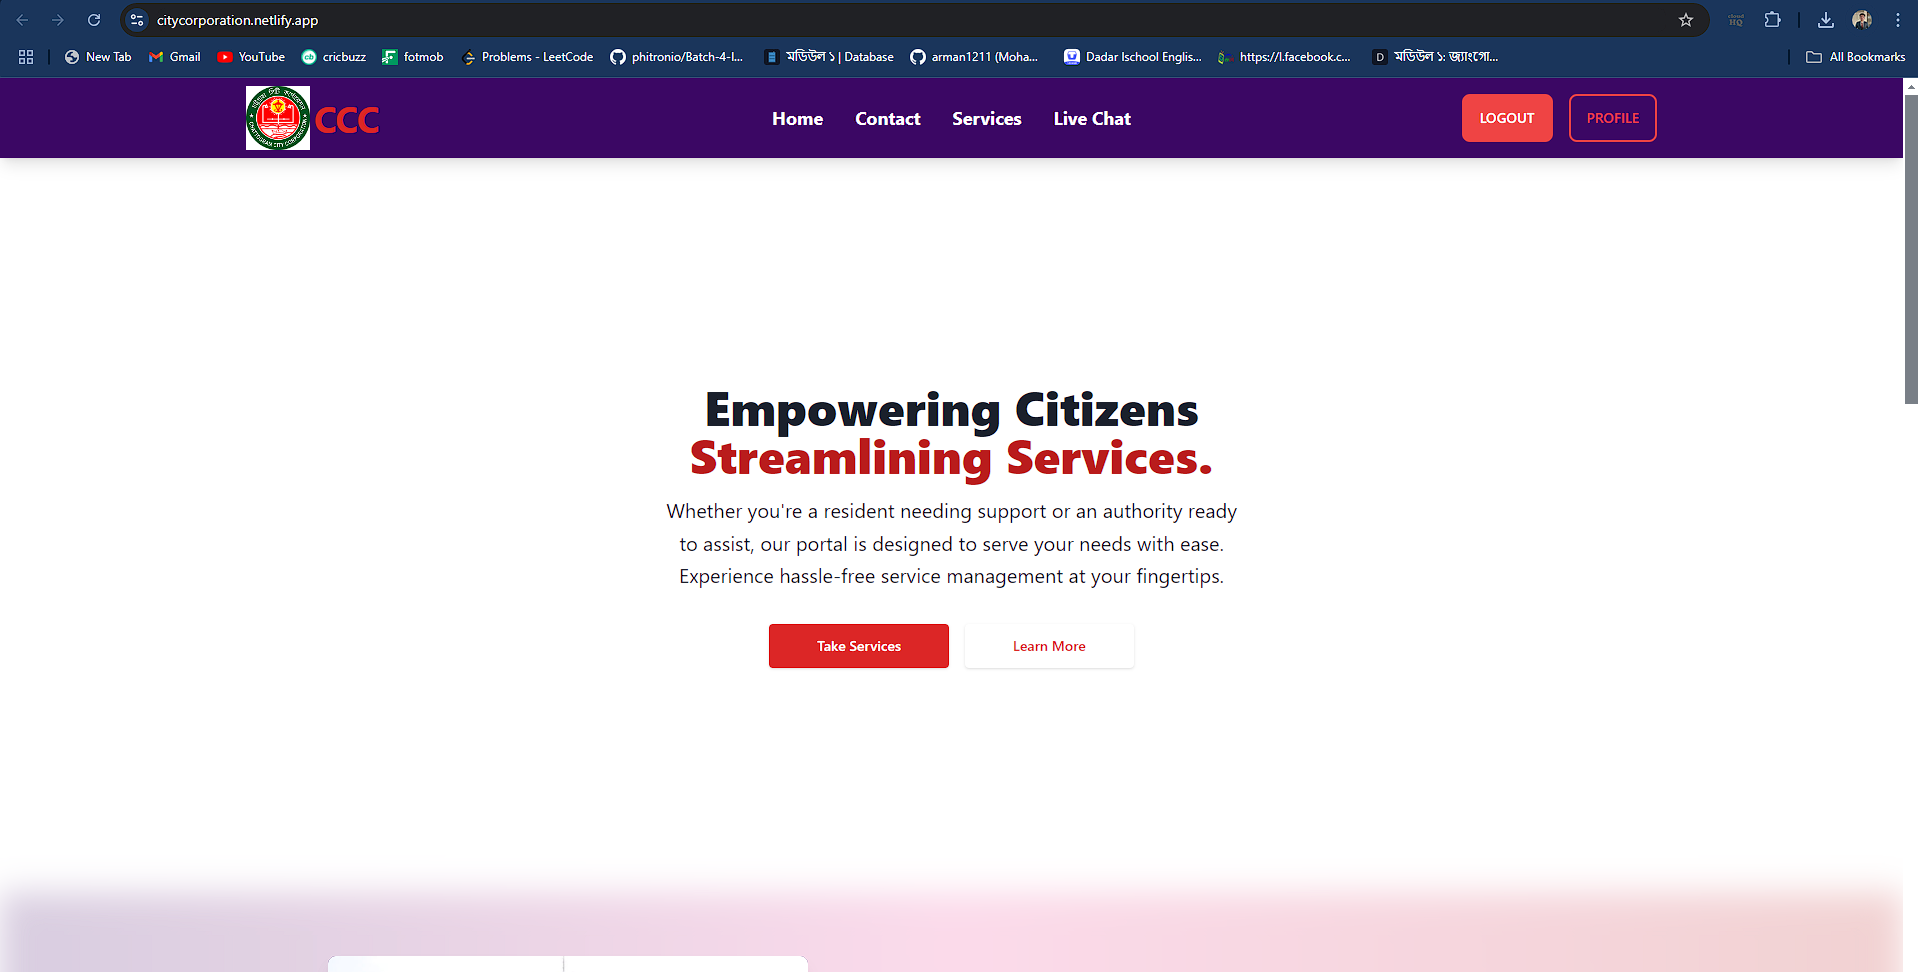 citycorporation.netlify.app
cloud HQ
New Tab Gmail YouTube cricbuzz fotmob Problems - LeetCode phitronio/Batch-4-I... মডিউল ১ | Database arman1211 (Moha... Dadar Ischool Englis... https://l.facebook.c... D মডিউল ১: জ্যাংগো... All Bookmarks
CCC Home Contact Services Live Chat LOGOUT PROFILE
Empowering Citizens
Streamlining Services.
Whether you're a resident needing support or an authority ready
to assist, our portal is designed to serve your needs with ease.
Experience hassle-free service management at your fingertips.
Take Services Learn More